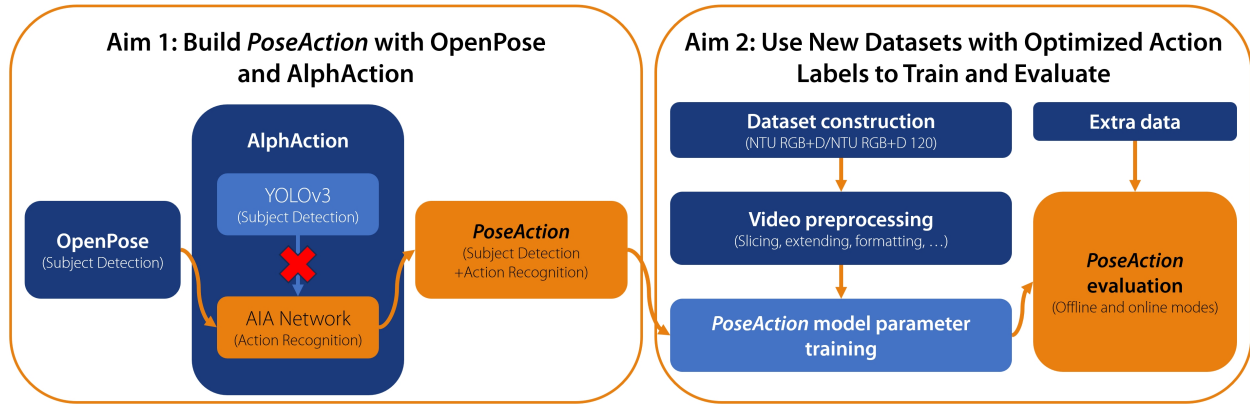 Aim 1: Build PoseAction with OpenPose
and AlphAction
AlphAction
YOLOv3
(Subject Detection)
OpenPose
(Subject Detection)
AIA Network
(Action Recognition)
PoseAction
(Subject Detection
+Action Recognition)
Aim 2: Use New Datasets with Optimized Action
Labels to Train and Evaluate
Dataset construction
(NTU RGB+D/NTU RGB+D 120)
Extra data
Video preprocessing
(Slicing, extending, formatting, …)
PoseAction model parameter
training
PoseAction
evaluation
(Offline and online modes)